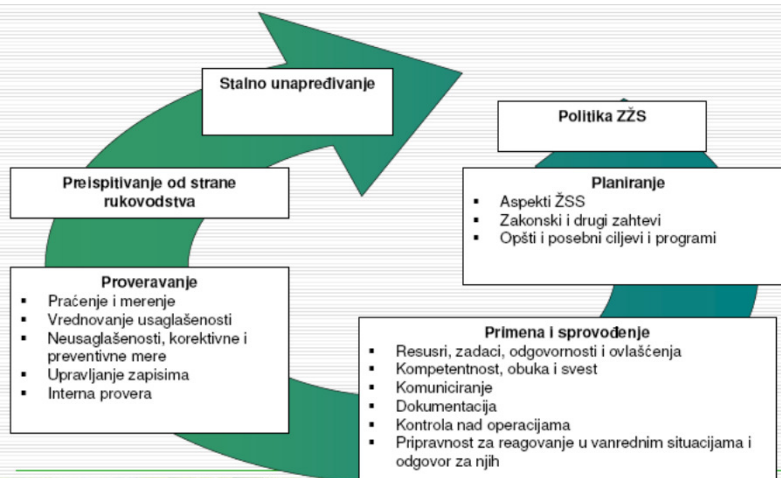 Stalno unapređivanje
Politika ZŽS
Preispitivanje od strane
rukovodstva
Planiranje
▪ Aspekti ŽSS
▪ Zakonski i drugi zahtevi
▪ Opšti i posebni ciljevi i programi
Proveravanje
▪ Praćenje i merenje
▪ Vrednovanje usaglašenosti
▪ Neusaglašenosti, korektivne i
preventivne mere
▪ Upravljanje zapisima
▪ Interna provera
Primena i sprovođenje
▪ Resusri, zadaci, odgovornosti i ovlašćenja
▪ Kompetentnost, obuka i svest
▪ Komuniciranje
▪ Dokumentacija
▪ Kontrola nad operacijama
▪ Pripravnost za reagovanje u vanrednim situacijama i
odgovor za njih